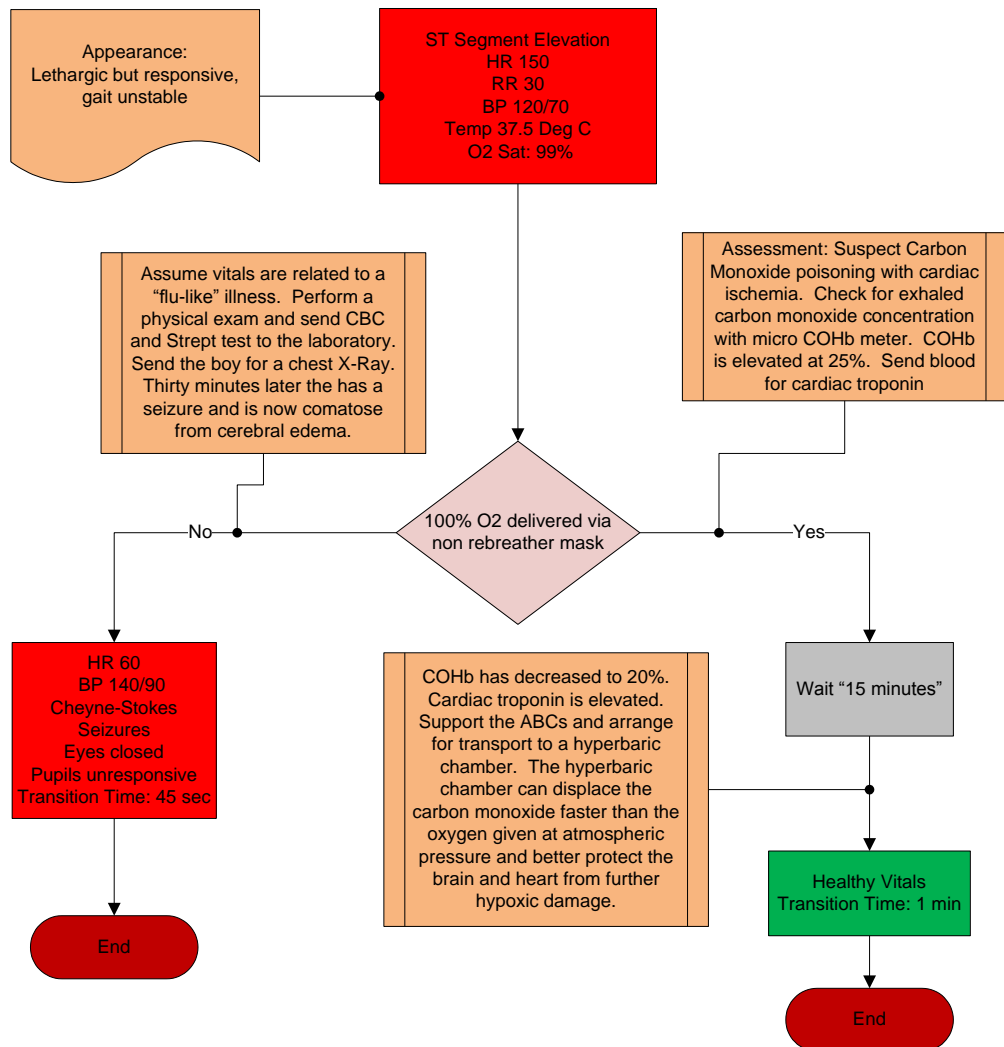 Appearance:
Lethargic but responsive,
gait unstable
ST Segment Elevation
HR 150
RR 30
BP 120/70
Temp 37.5 Deg C
O2 Sat: 99%
Assume vitals are related to a
“flu-like” illness.  Perform a
physical exam and send CBC
and Strept test to the laboratory.
Send the boy for a chest X-Ray.
Thirty minutes later the has a
seizure and is now comatose
from cerebral edema.
Assessment: Suspect Carbon
Monoxide poisoning with cardiac
ischemia.  Check for exhaled
carbon monoxide concentration
with micro COHb meter.  COHb
is elevated at 25%.  Send blood
for cardiac troponin
100% O2 delivered via
non rebreather mask
No
Yes
HR 60
BP 140/90
Cheyne-Stokes
Seizures
Eyes closed
Pupils unresponsive
Transition Time: 45 sec
End
COHb has decreased to 20%.
Cardiac troponin is elevated.
Support the ABCs and arrange
for transport to a hyperbaric
chamber.  The hyperbaric
chamber can displace the
carbon monoxide faster than the
oxygen given at atmospheric
pressure and better protect the
brain and heart from further
hypoxic damage.
Wait “15 minutes”
Healthy Vitals
Transition Time: 1 min
End